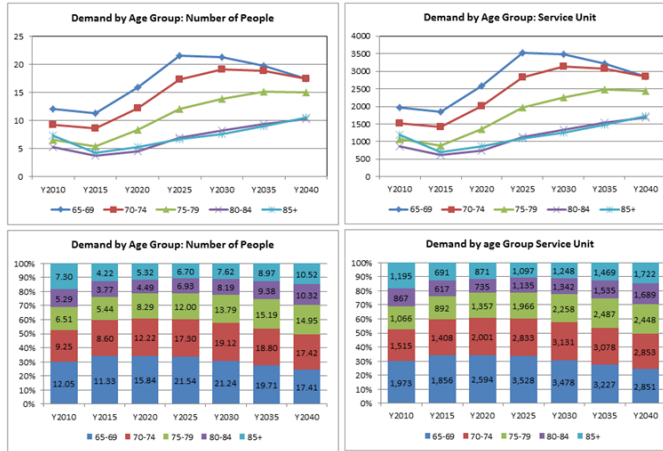 Demand by Age Group: Number of People
25
20
15
10
5
0
Y2010 Y2015 Y2020 Y2025 Y2030 Y2035 Y2040
65-69 70-74 75-79 80-84 85+
Demand by Age Group: Service Unit
4000
3500
3000
2500
2000
1500
1000
500
0
Y2010 Y2015 Y2020 Y2025 Y2030 Y2035 Y2040
65-69 70-74 75-79 80-84 85+
Demand by Age Group: Number of People
100%
90%
80%
70%
60%
50%
40%
30%
20%
10%
0%
7.30 4.22 5.32 6.70 7.62 8.97 10.52
5.29 3.77 4.49 6.93 8.19 9.38 10.32
6.51 5.44 8.29 12.00 13.79 15.19 14.95
9.25 8.60 12.22 17.30 19.12 18.80 17.42
12.05 11.33 15.84 21.54 21.24 19.71 17.41
Y2010 Y2015 Y2020 Y2025 Y2030 Y2035 Y2040
65-69 70-74 75-79 80-84 85+
Demand by age Group Service Unit
100%
90%
80%
70%
60%
50%
40%
30%
20%
10%
0%
1,195 691 871 1,097 1,248 1,469 1,722
867 617 735 1,135 1,342 1,535 1,689
1,066 892 1,357 1,966 2,258 2,487 2,448
1,515 1,408 2,001 2,833 3,131 3,078 2,853
1,973 1,856 2,594 3,528 3,478 3,227 2,851
Y2010 Y2015 Y2020 Y2025 Y2030 Y2035 Y2040
65-69 70-74 75-79 80-84 85+